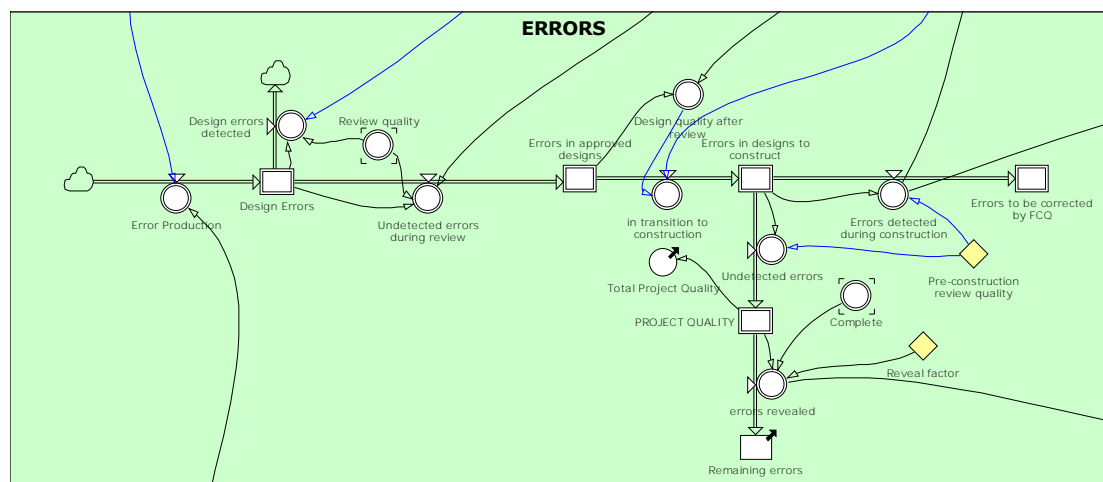 ERRORS
Design errors
detected
Review quality
Design quality after
review
Errors in approved
designs
Errors in designs to
construct
Error Production
Design Errors
Undetected errors
during review
in transition to
construction
Errors detected
during construction
Errors to be corrected
by FCQ
Total Project Quality
Undetected errors
Pre-construction
review quality
PROJECT QUALITY
Complete
Reveal factor
errors revealed
Remaining errors